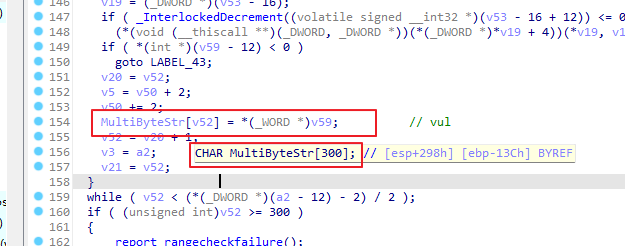 146 v19 = (_DWORD *)(v53 - 16);
147 if ( _InterlockedDecrement((volatile signed __int32 *)(v53 - 16 + 12)) <= 0
148 (*(void (__thiscall **)(_DWORD, _DWORD *))(*(_DWORD *)*v19 + 4))(*v19, v1
149 if ( *(int *)(v59 - 12) < 0 )
150 goto LABEL_43;
151 v20 = v52;
152 v5 = v50 + 2;
153 v50 += 2;
154 MultiByteStr[v52] = *(_WORD *)v59; // vul
155 v52 = v20 + 1;
156 v3 = a2; CHAR MultiByteStr[300]; // [esp+298h] [ebp-13Ch] BYREF
157 v21 = v52;
158 }
159 while ( v52 < (*(_DWORD *)(a2 - 12) - 2) / 2 );
160 if ( (unsigned int)v52 >= 300 )
161 {
162 report_rangecheckfailure();